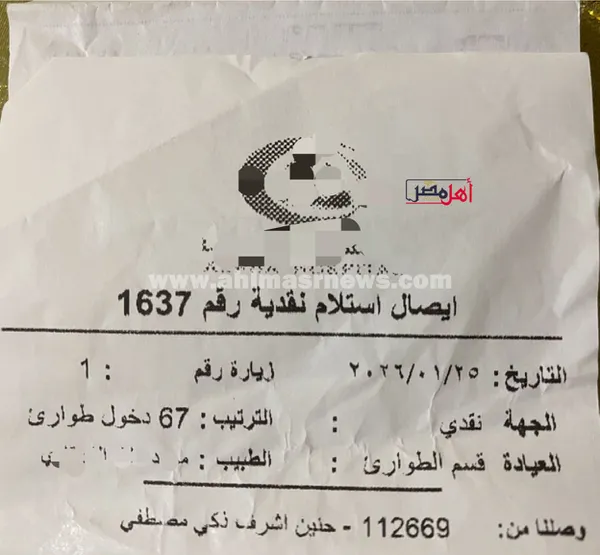 أهل مصر
www.ahlmasrnews.com
ايصال استلام نقدية رقم 1637
التاريخ: ٢٠٢٦/٠١/٢٥ زيارة رقم : 1
الجهة : نقدي الترتيب: 67 دخول طوارئ
العيادة : قسم الطوارئ الطبيب :
وصلنا من: 112669 - حنين اشرف ذكي مصطفي